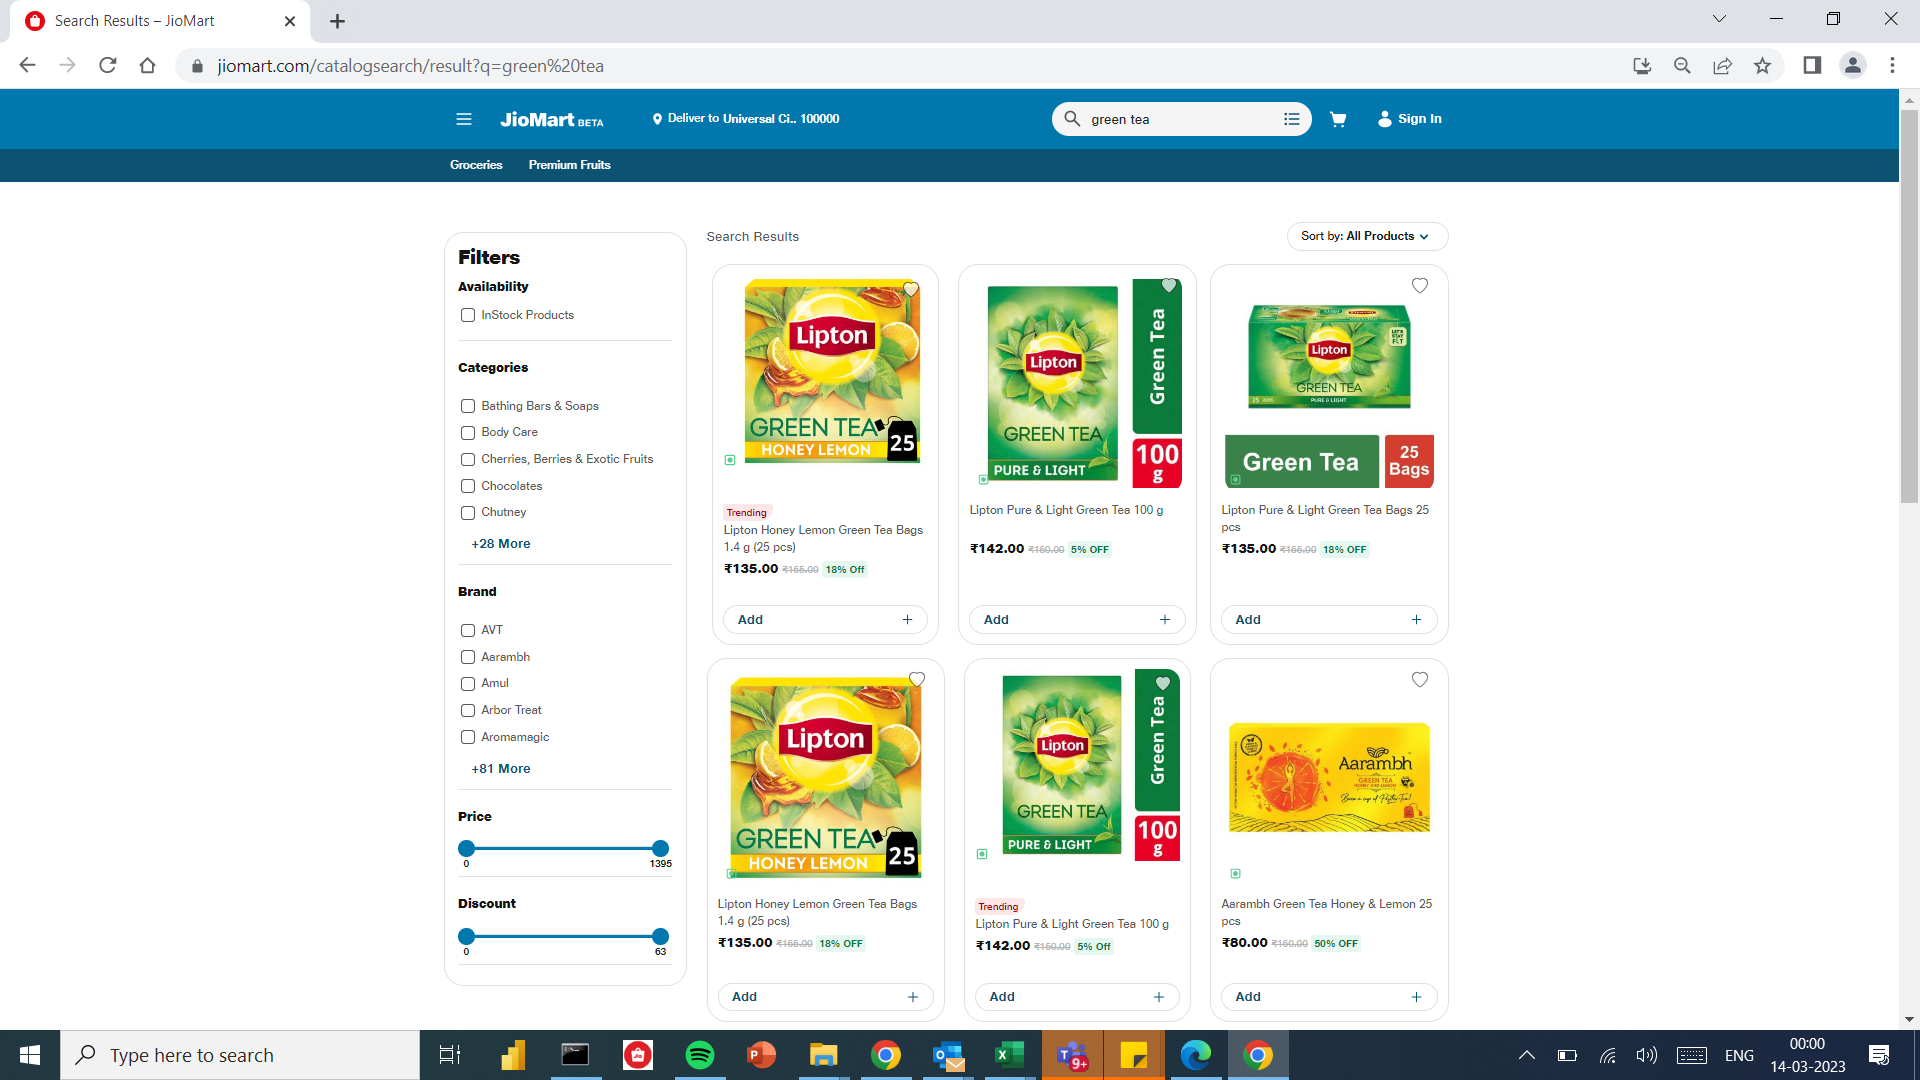 Search Results – JioMart
jiomart.com/catalogsearch/result?q=green%20tea
JioMart BETA
Deliver to Universal Ci.. 100000
green tea
Sign In
Groceries
Premium Fruits
Filters
Availability
InStock Products
Categories
Bathing Bars & Soaps
Body Care
Cherries, Berries & Exotic Fruits
Chocolates
Chutney
+28 More
Brand
AVT
Aarambh
Amul
Arbor Treat
Aromamagic
+81 More
Price
0
1395
Discount
0
63
Search Results
Sort by: All Products
Lipton
GREEN TEA
HONEY LEMON
25
Trending
Lipton Honey Lemon Green Tea Bags
1.4 g (25 pcs)
₹135.00 ₹165.00 18% Off
Add +
Lipton
GREEN TEA
PURE & LIGHT
Green Tea
100
g
Lipton Pure & Light Green Tea 100 g
₹142.00 ₹150.00 5% OFF
Add +
Lipton
GREEN TEA
PURE & LIGHT
Green Tea
25
Bags
Lipton Pure & Light Green Tea Bags 25
pcs
₹135.00 ₹165.00 18% OFF
Add +
Lipton
GREEN TEA
HONEY LEMON
25
Lipton Honey Lemon Green Tea Bags
1.4 g (25 pcs)
₹135.00 ₹165.00 18% OFF
Add +
Lipton
GREEN TEA
PURE & LIGHT
Green Tea
100
g
Trending
Lipton Pure & Light Green Tea 100 g
₹142.00 ₹150.00 5% Off
Add +
Aarambh
GREEN TEA
HONEY AND LEMON
Aarambh Green Tea Honey & Lemon 25
pcs
₹80.00 ₹160.00 50% OFF
Add +
Type here to search
9+
ENG
00:00
14-03-2023